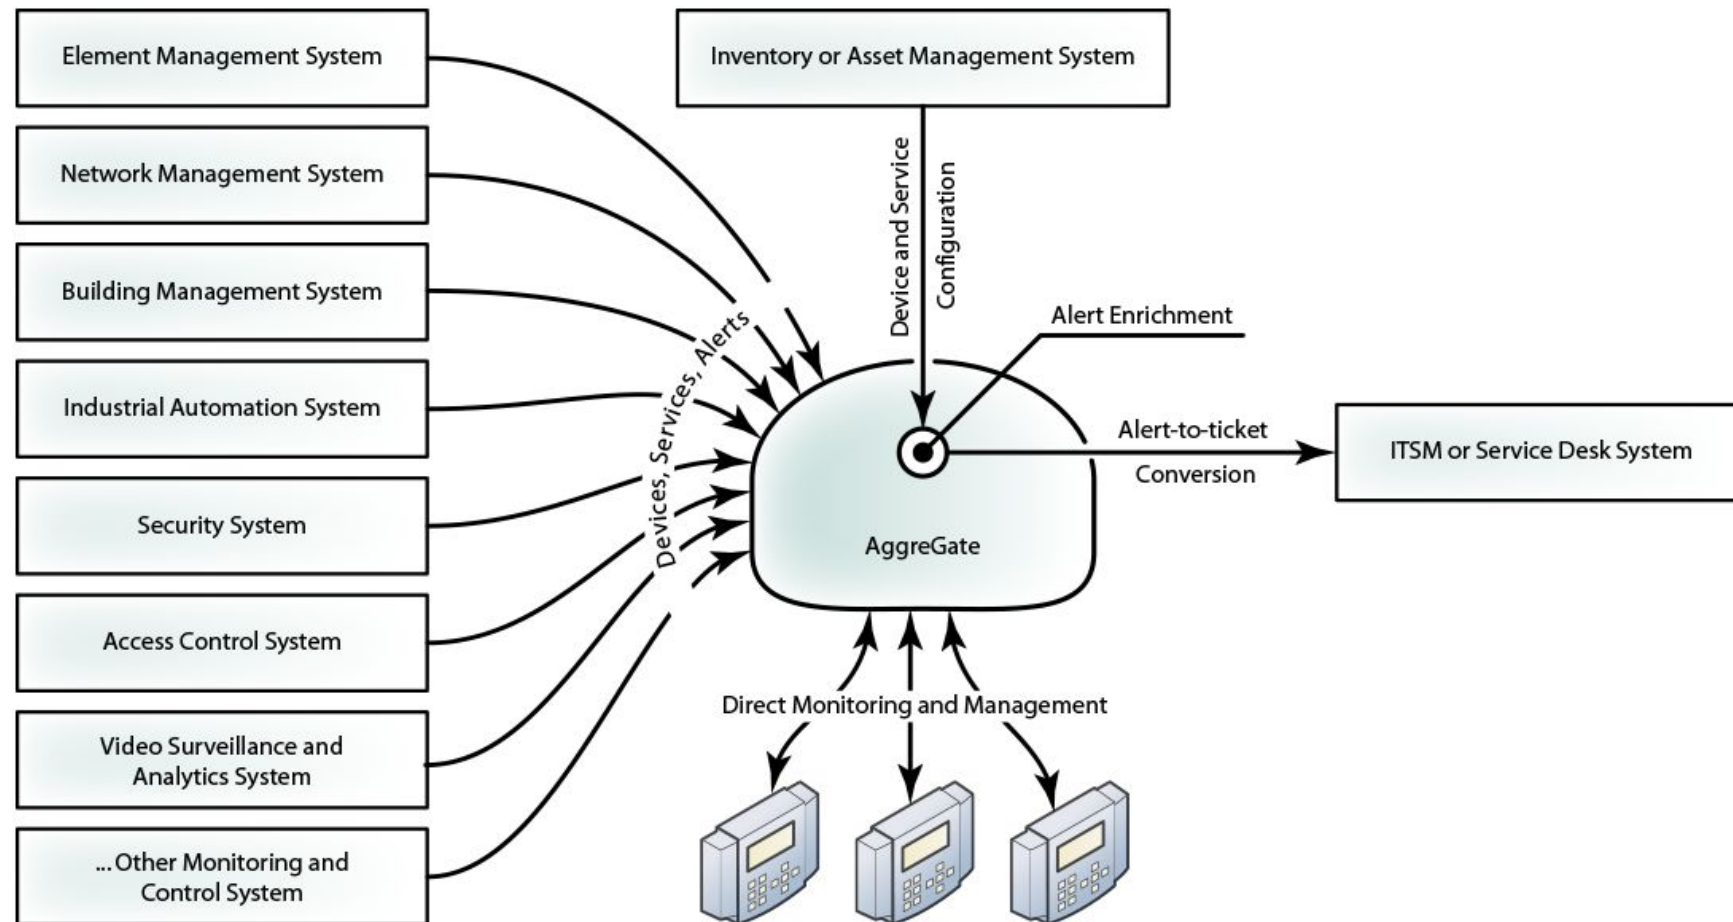 Element Management System
Network Management System
Building Management System
Industrial Automation System
Security System
Access Control System
Video Surveillance and
Analytics System
...Other Monitoring and
Control System
Devices, Services, Alerts
Inventory or Asset Management System
Device and Service
Configuration
Alert Enrichment
Alert-to-ticket
Conversion
ITSM or Service Desk System
AggreGate
Direct Monitoring and Management